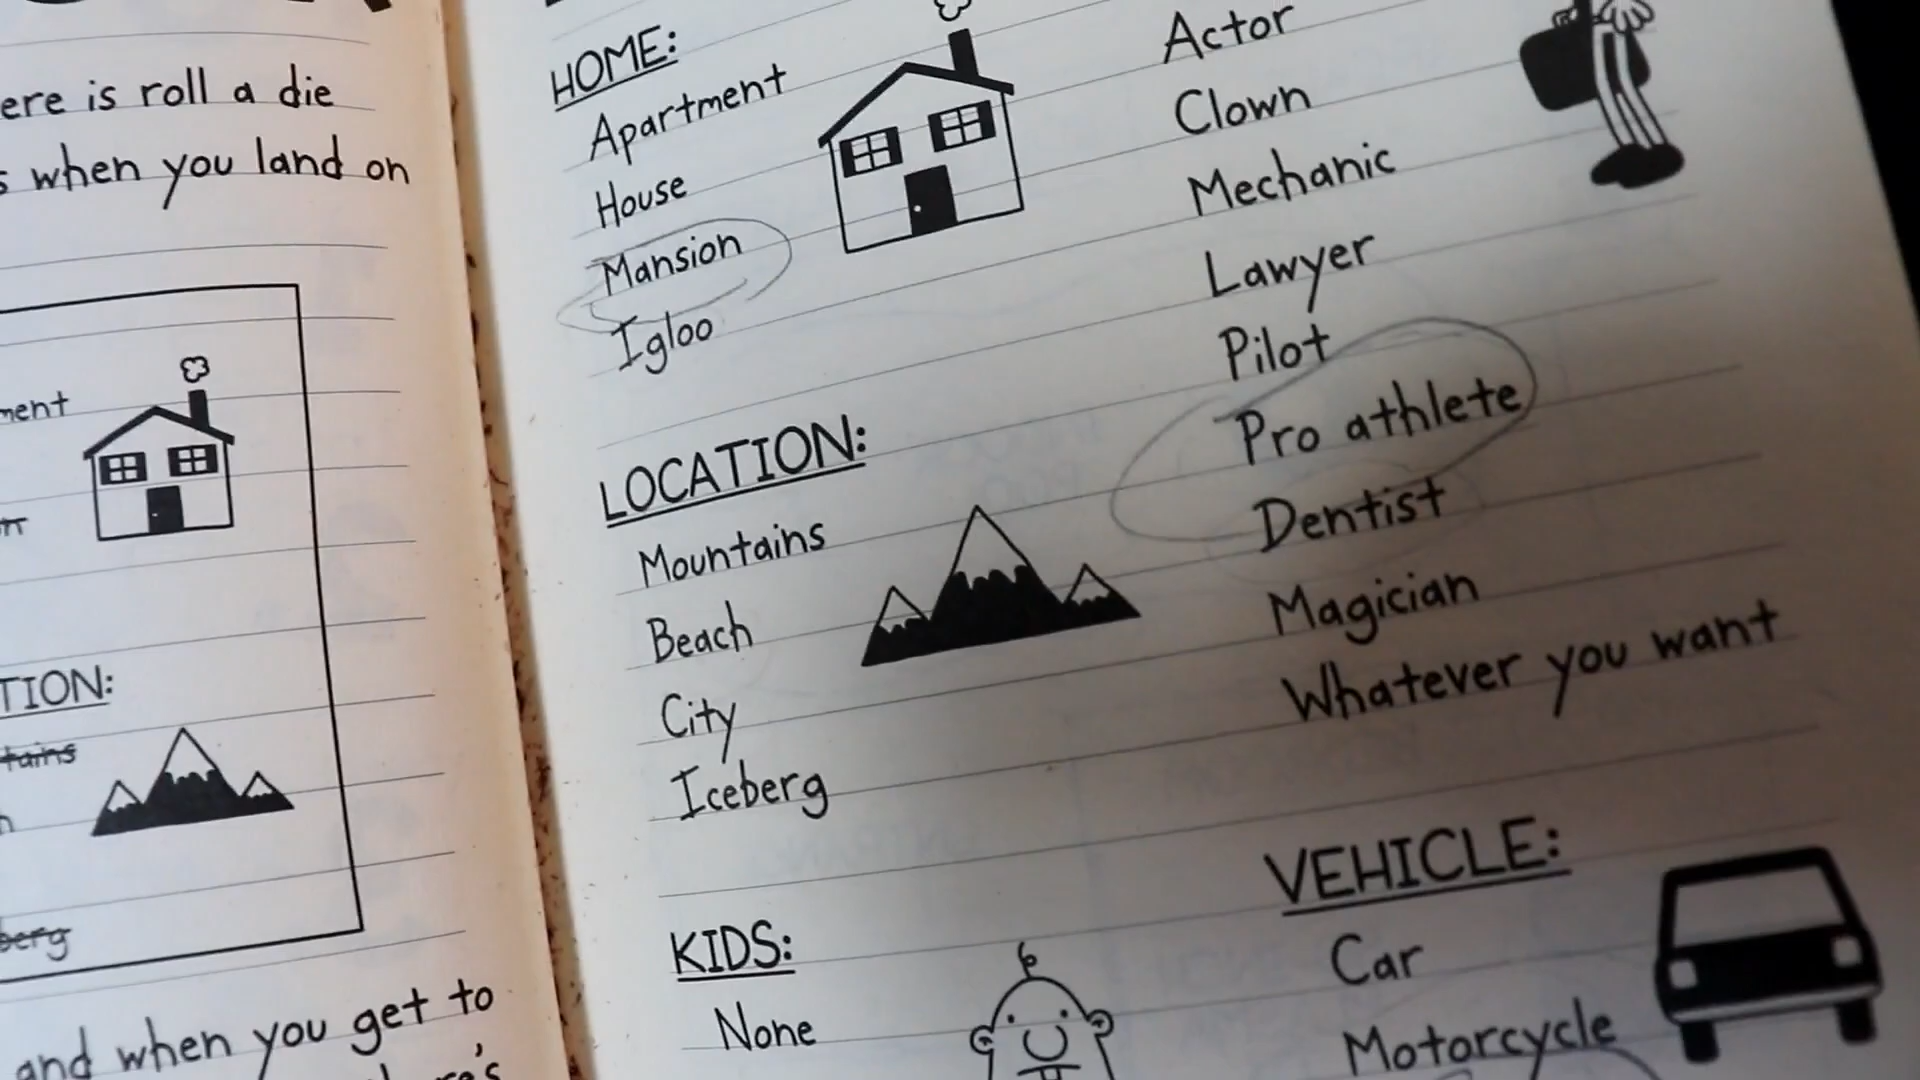 ere is roll a die
s when you land on
ment
TION:
tains
berg
and when you get to
HOME:
Apartment
House
Mansion
Igloo
LOCATION:
Mountains
Beach
City
Iceberg
KIDS:
None
Actor
Clown
Mechanic
Lawyer
Pilot
Pro athlete
Dentist
Magician
Whatever you want
VEHICLE:
Car
Motorcycle